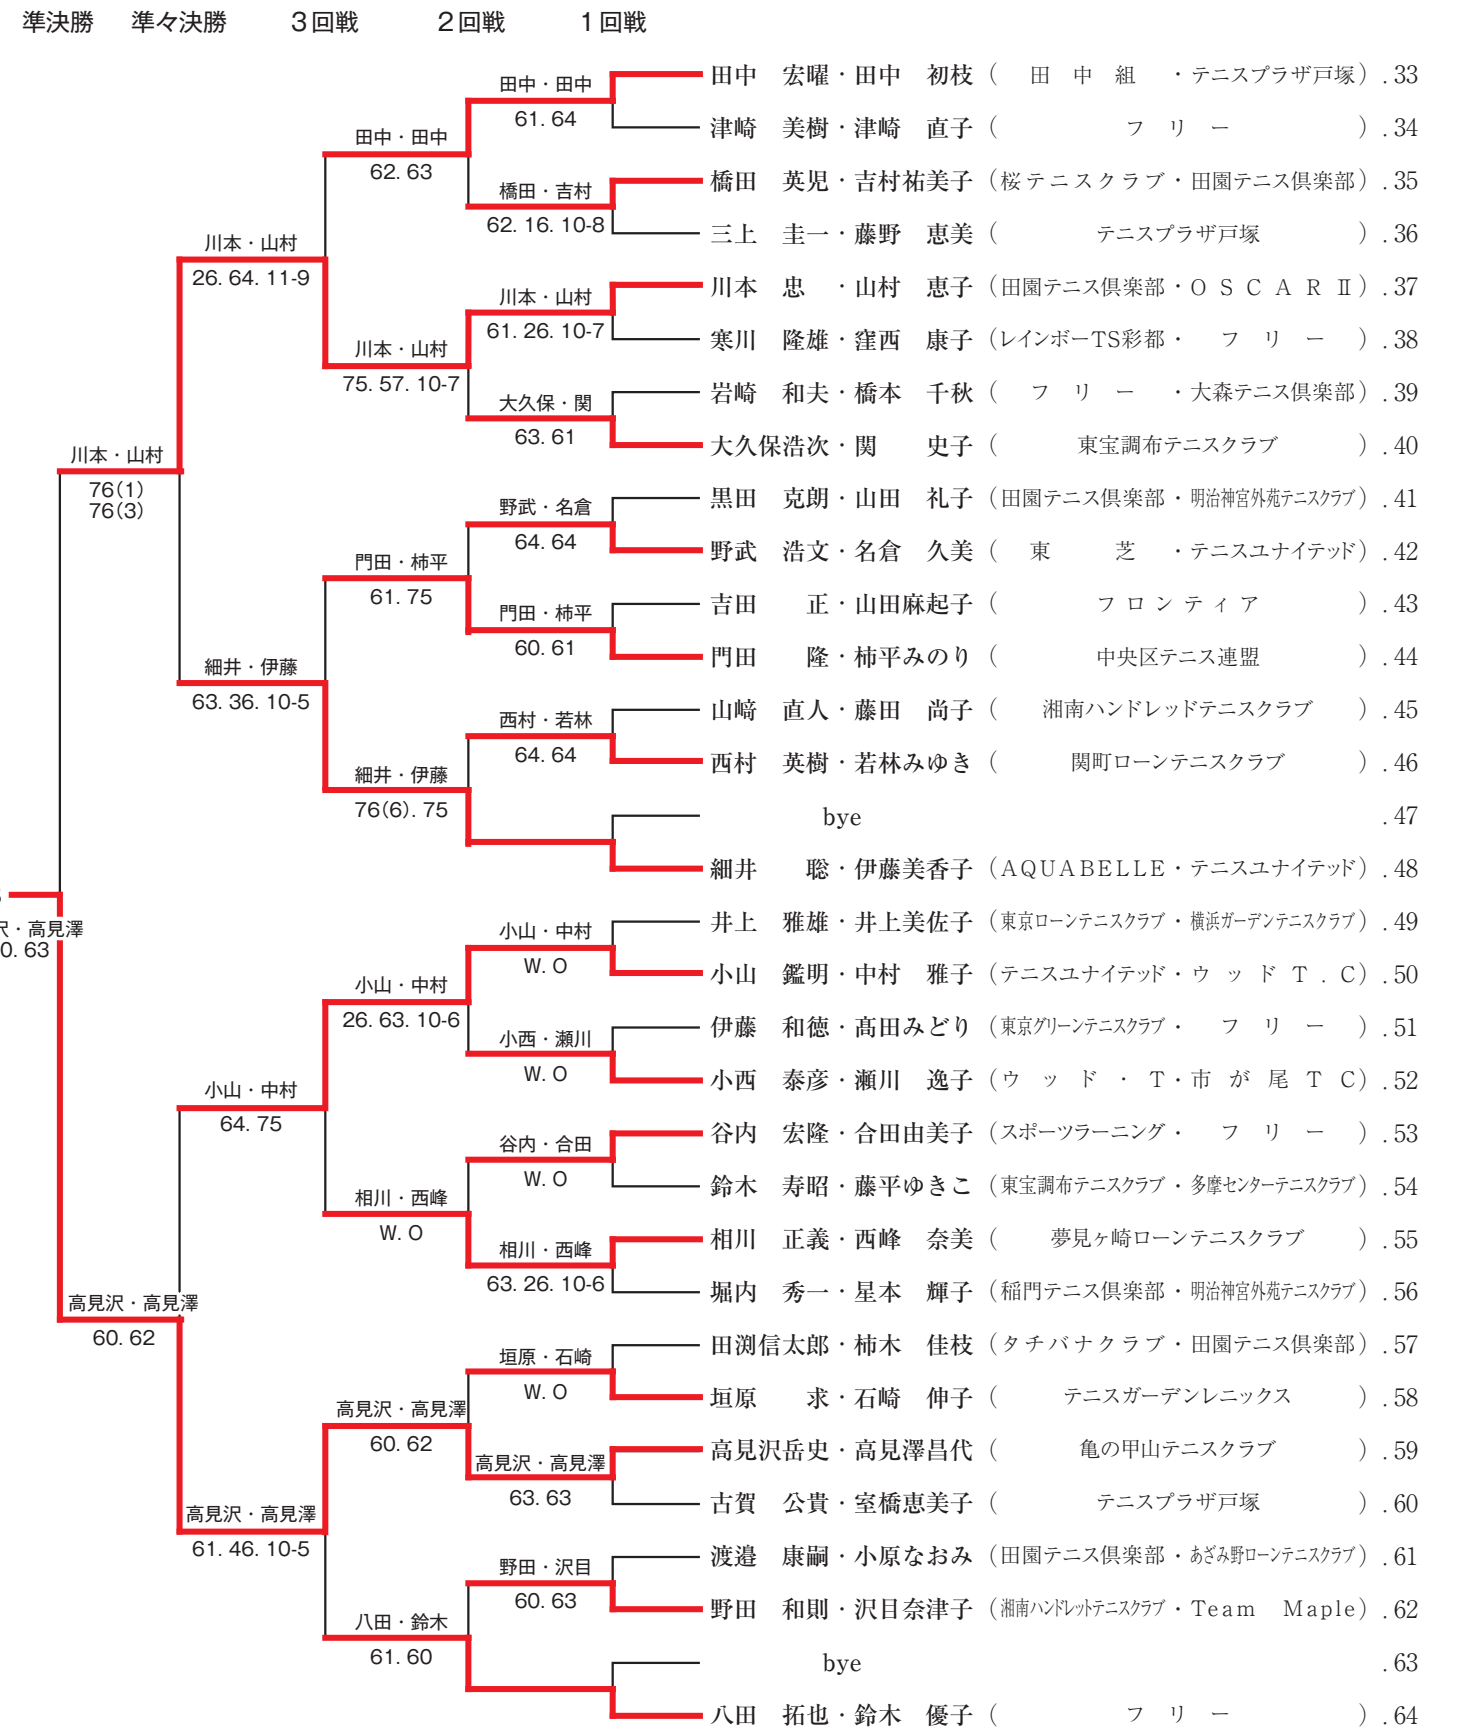 準決勝 準々決勝 3回戦 2回戦 1回戦
田中 宏曜・田中 初枝 ( 田中組 ・テニスプラザ戸塚) .33
田中・田中
61. 64
津崎 美樹・津崎 直子 ( フリー ) .34
田中・田中
62. 63
橋田 英児・吉村祐美子 (桜テニスクラブ・田園テニス倶楽部) .35
橋田・吉村
62. 16. 10-8
三上 圭一・藤野 恵美 ( テニスプラザ戸塚 ) .36
川本・山村
26. 64. 11-9
川本 忠 ・山村 恵子 (田園テニス倶楽部・OSCARⅡ) .37
川本・山村
61. 26. 10-7
寒川 隆雄・窪西 康子 (レインボーTS彩都・ フリー ) .38
川本・山村
75. 57. 10-7
岩崎 和夫・橋本 千秋 ( フリー ・大森テニス倶楽部) .39
大久保・関
63. 61
大久保浩次・関 史子 ( 東宝調布テニスクラブ ) .40
川本・山村
76(1)
76(3)
黒田 克朗・山田 礼子 (田園テニス倶楽部・明治神宮外苑テニスクラブ) .41
野武・名倉
64. 64
野武 浩文・名倉 久美 ( 東芝 ・テニスユナイテッド) .42
門田・柿平
61. 75
吉田 正・山田麻起子 ( フロンティア ) .43
門田・柿平
60. 61
門田 隆・柿平みのり ( 中央区テニス連盟 ) .44
細井・伊藤
63. 36. 10-5
山﨑 直人・藤田 尚子 ( 湘南ハンドレッドテニスクラブ ) .45
西村・若林
64. 64
西村 英樹・若林みゆき ( 関町ローンテニスクラブ ) .46
細井・伊藤
76(6). 75
bye .47
細井 聡・伊藤美香子 (AQUABELLE・テニスユナイテッド) .48
沢・高見澤
0. 63
井上 雅雄・井上美佐子 (東京ローンテニスクラブ・横浜ガーデンテニスクラブ) .49
小山・中村
W. O
小山 鑑明・中村 雅子 (テニスユナイテッド・ウッドT.C) .50
小山・中村
26. 63. 10-6
伊藤 和徳・髙田みどり (東京グリーンテニスクラブ・ フリー ) .51
小西・瀬川
W. O
小西 泰彦・瀬川 逸子 (ウッド・T・市が尾TC) .52
小山・中村
64. 75
谷内 宏隆・合田由美子 (スポーツラーニング・ フリー ) .53
谷内・合田
W. O
鈴木 寿昭・藤平ゆきこ (東宝調布テニスクラブ・多摩センターテニスクラブ) .54
相川・西峰
W. O
相川 正義・西峰 奈美 ( 夢見ヶ崎ローンテニスクラブ ) .55
相川・西峰
63. 26. 10-6
堀内 秀一・星本 輝子 (稲門テニス倶楽部・明治神宮外苑テニスクラブ) .56
高見沢・高見澤
60. 62
田渕信太郎・柿木 佳枝 (タチバナクラブ・田園テニス倶楽部) .57
垣原・石崎
W. O
垣原 求・石崎 伸子 ( テニスガーデンレニックス ) .58
高見沢・高見澤
60. 62
高見沢岳史・高見澤昌代 ( 亀の甲山テニスクラブ ) .59
高見沢・高見澤
63. 63
古賀 公貴・室橋恵美子 ( テニスプラザ戸塚 ) .60
高見沢・高見澤
61. 46. 10-5
渡邉 康嗣・小原なおみ (田園テニス倶楽部・あざみ野ローンテニスクラブ) .61
野田・沢目
60. 63
野田 和則・沢目奈津子 (湘南ハンドレットテニスクラブ・Team Maple) .62
八田・鈴木
61. 60
bye .63
八田 拓也・鈴木 優子 ( フリー ) .64